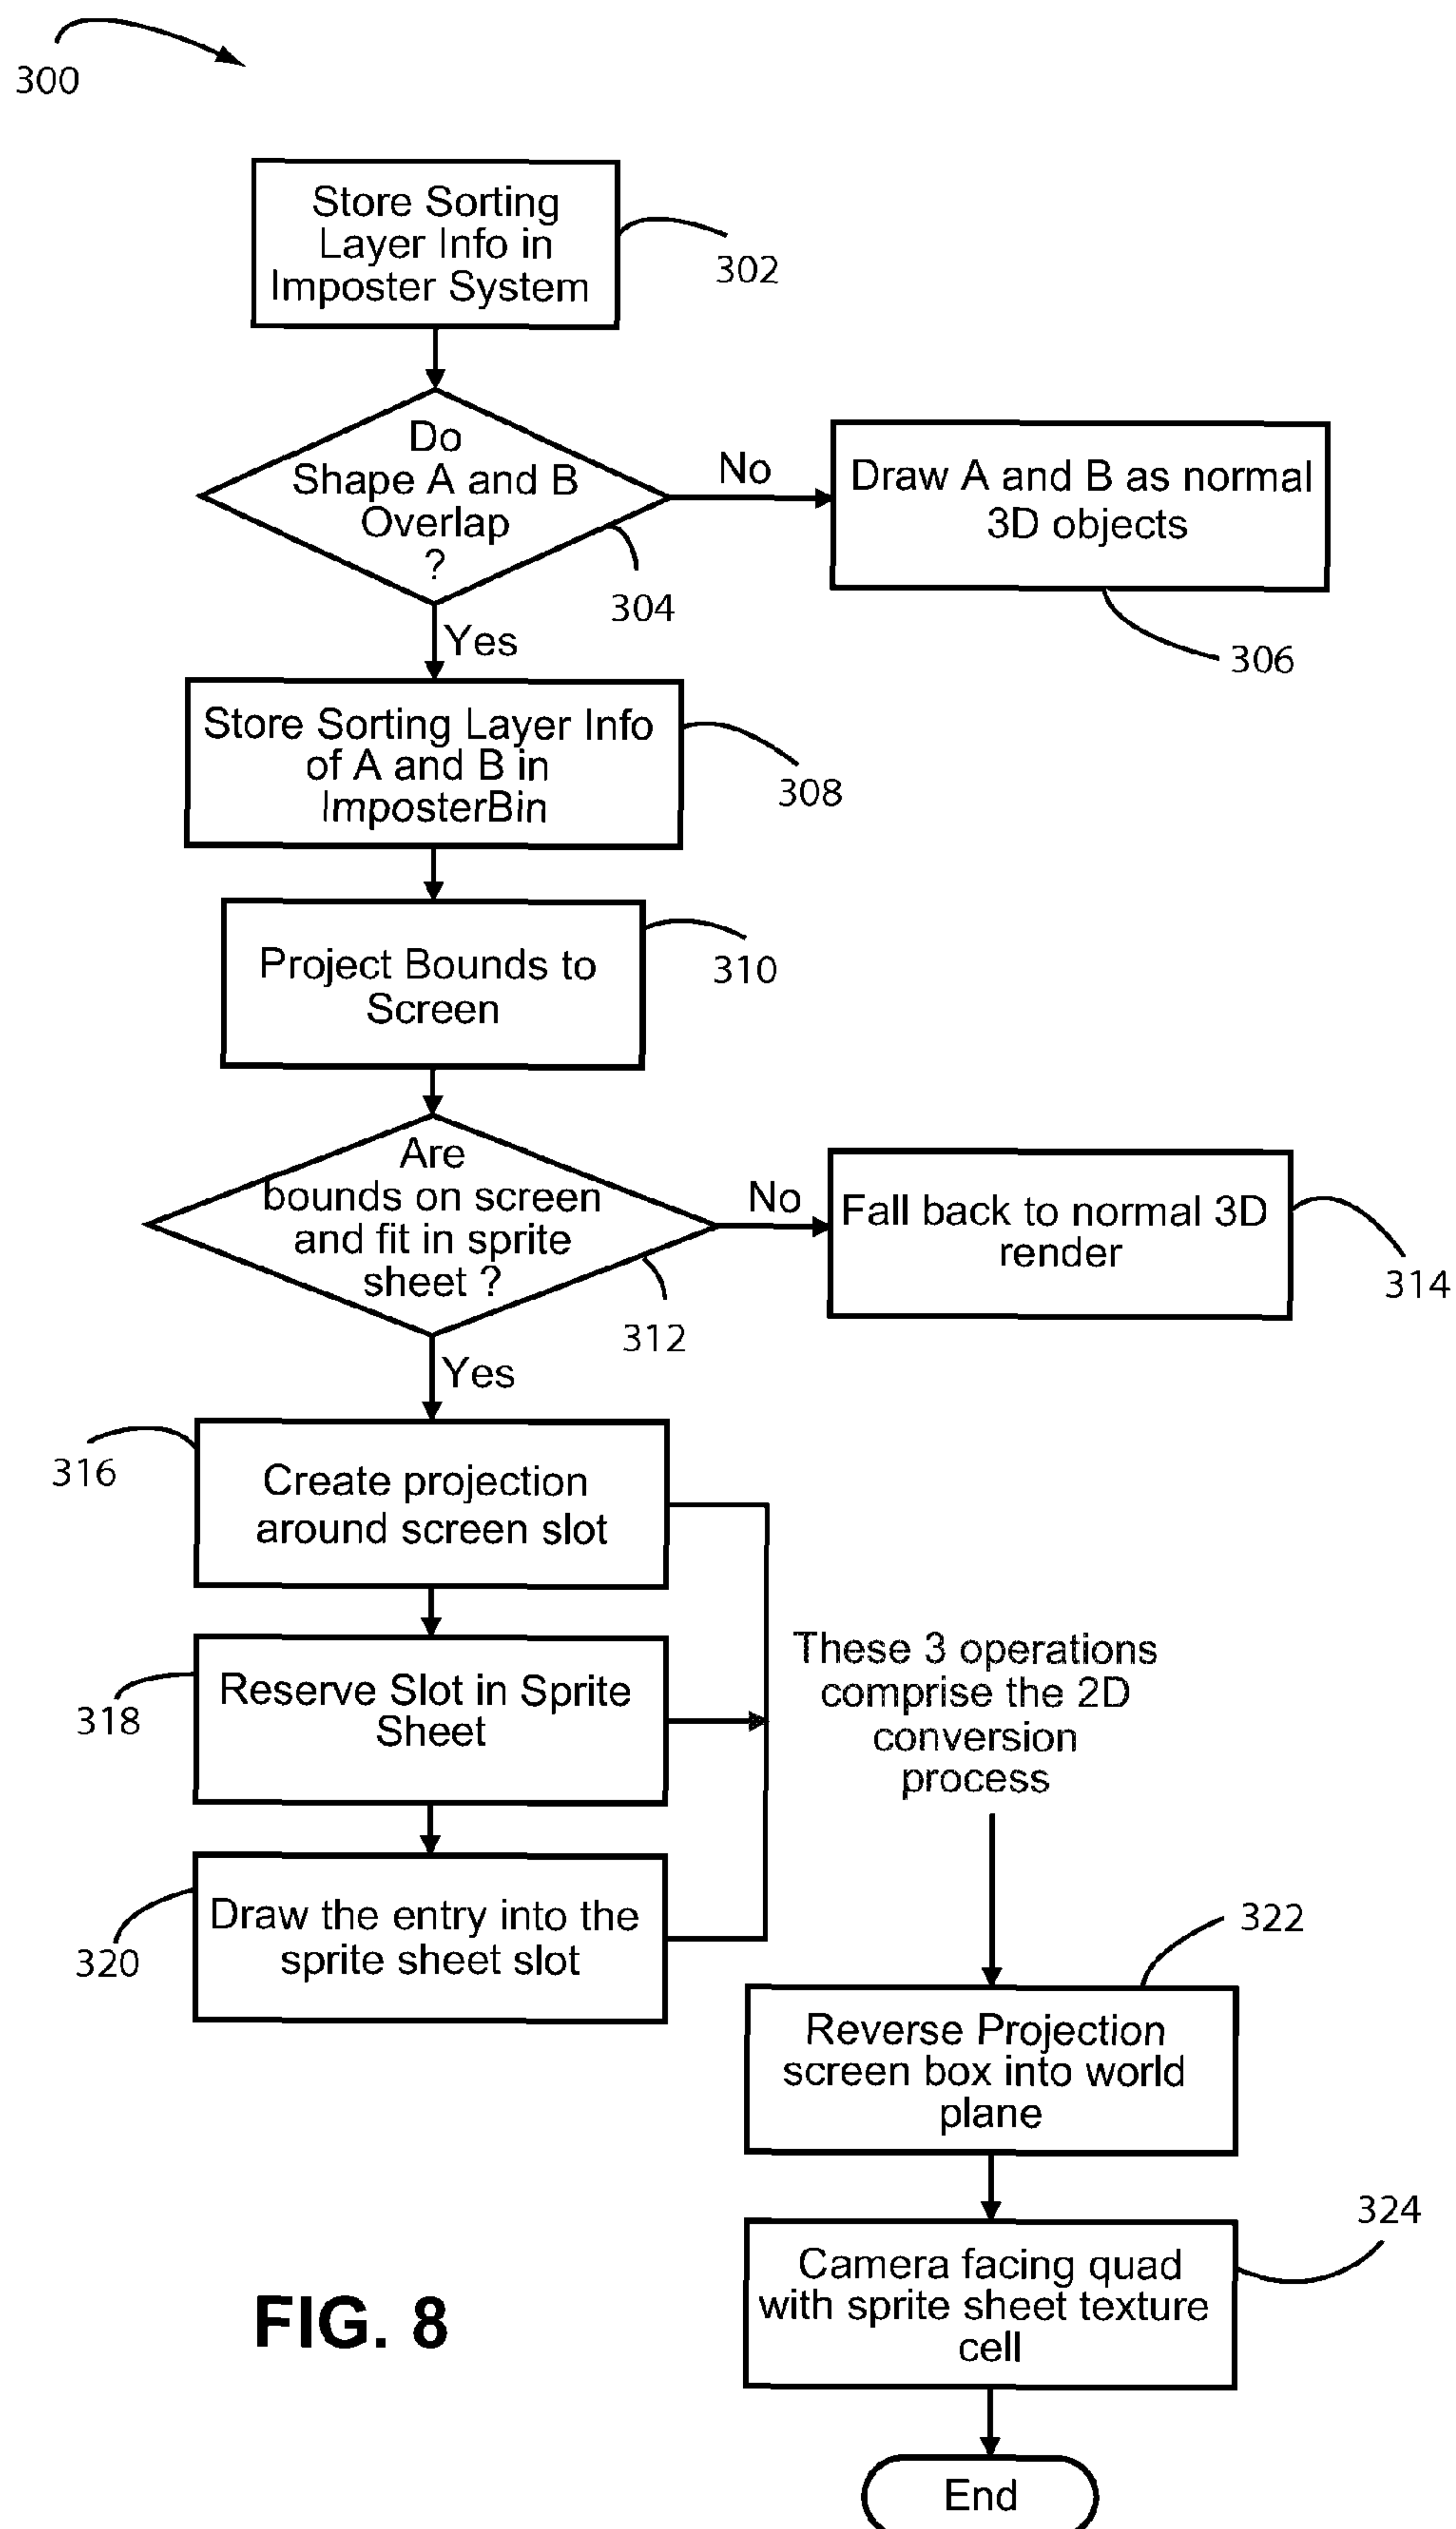 300
Store Sorting
Layer Info in
Imposter System
302
Do
Shape A and B
Overlap
?
304
No
Draw A and B as normal
3D objects
306
Yes
Store Sorting Layer Info
of A and B in
ImposterBin
308
Project Bounds to
Screen
310
Are
bounds on screen
and fit in sprite
sheet ?
312
No
Fall back to normal 3D
render
314
Yes
316
Create projection
around screen slot
318
Reserve Slot in Sprite
Sheet
320
Draw the entry into the
sprite sheet slot
These 3 operations
comprise the 2D
conversion
process
322
Reverse Projection
screen box into world
plane
324
Camera facing quad
with sprite sheet texture
cell
End
FIG. 8